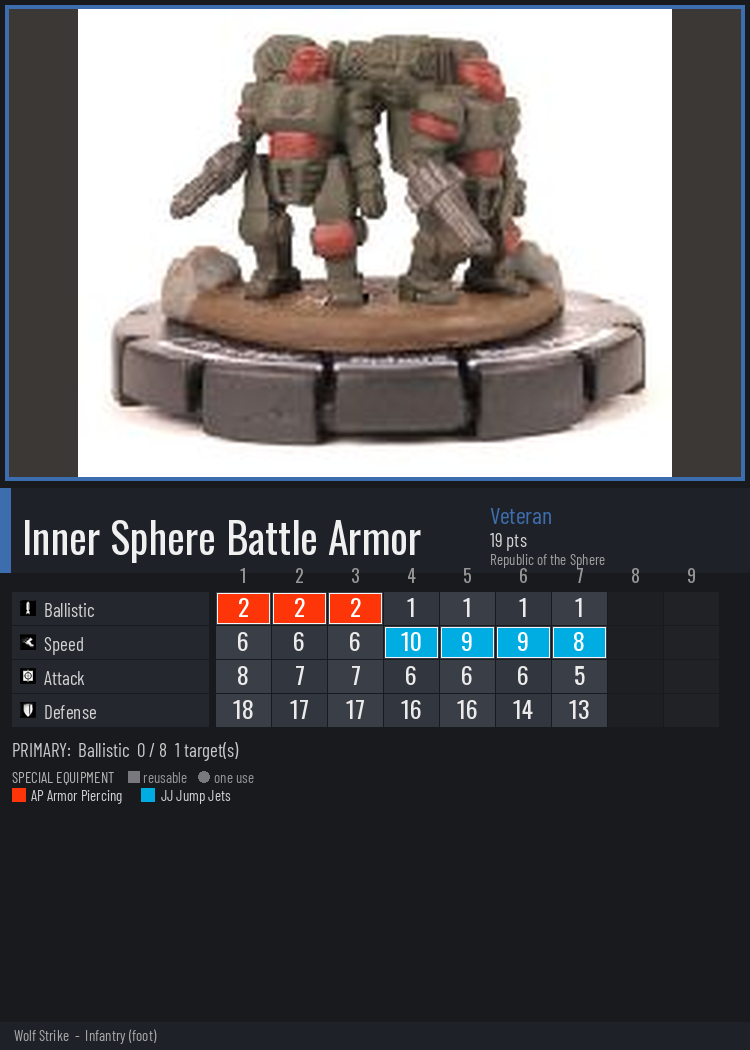 Inner Sphere Battle Armor
Veteran
19 pts
Republic of the Sphere
1 2 3 4 5 6 7 8 9
Ballistic 2 2 2 1 1 1 1
Speed 6 6 6 10 9 9 8
Attack 8 7 7 6 6 6 5
Defense 18 17 17 16 16 14 13
PRIMARY: Ballistic 0 / 8 1 target(s)
SPECIAL EQUIPMENT reusable one use
AP Armor Piercing JJ Jump Jets
Wolf Strike - Infantry (foot)